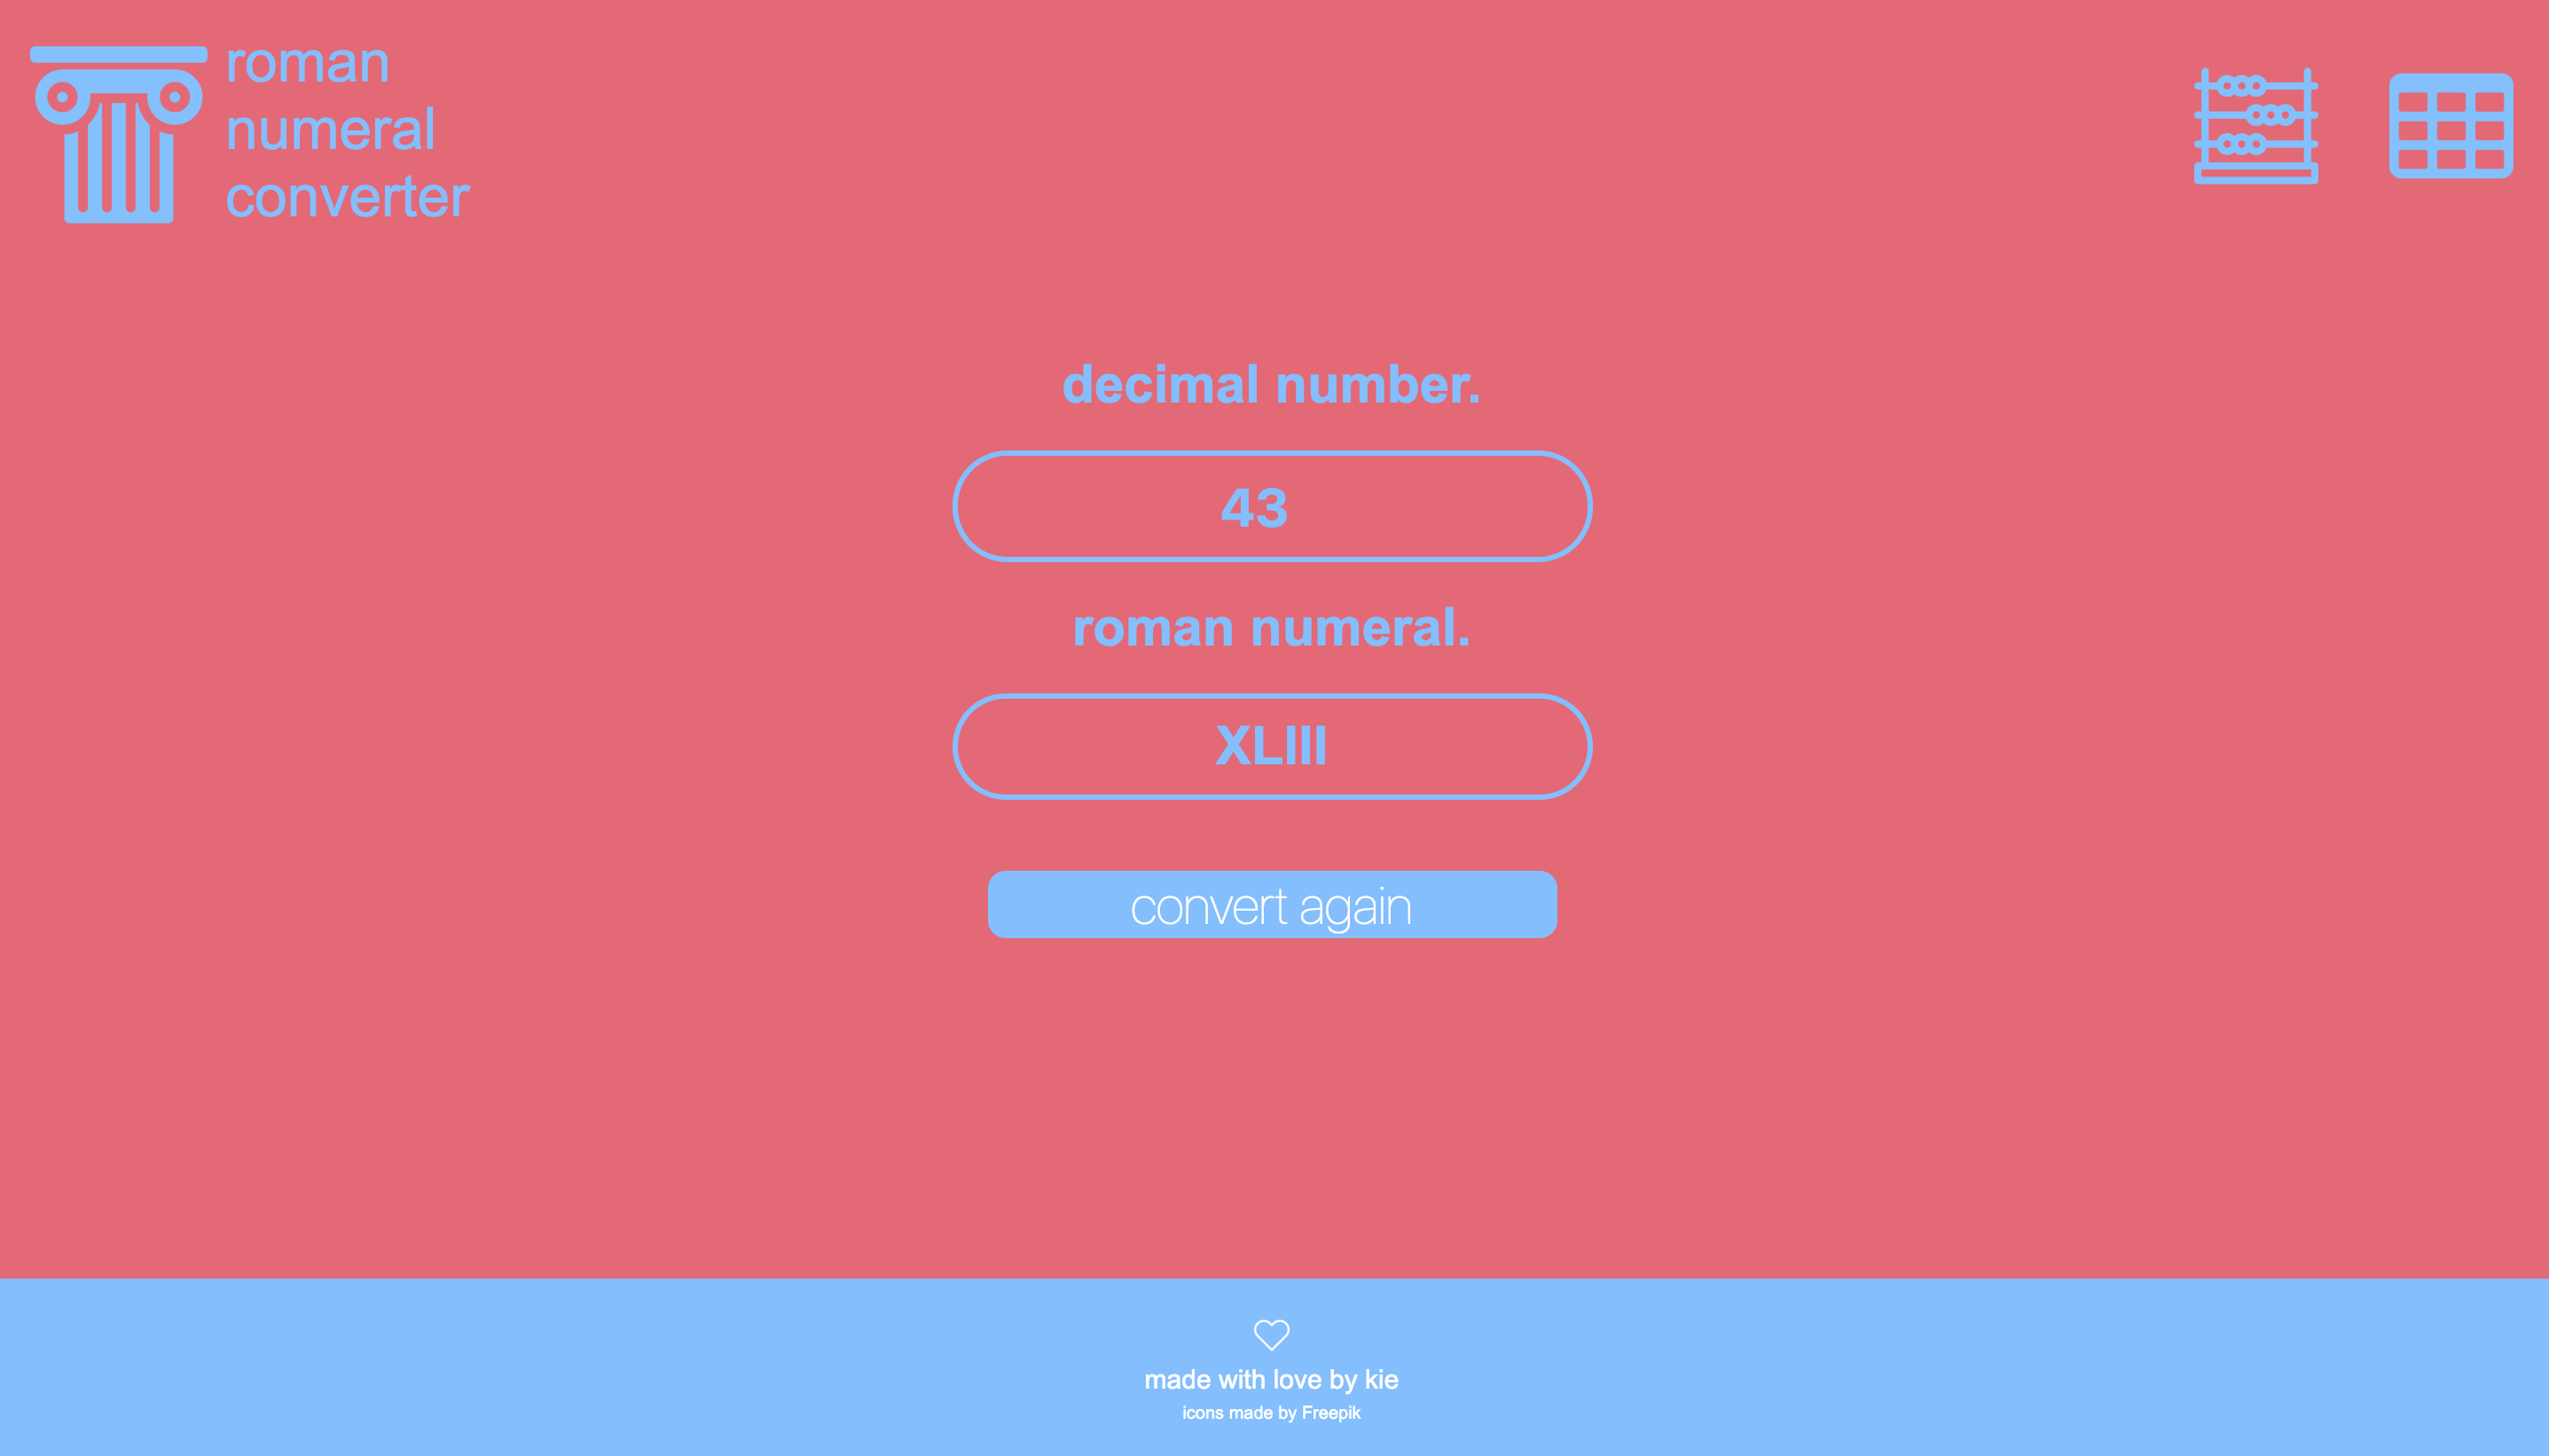 roman
numeral
converter
decimal number.
43
roman numeral.
XLIII
convert again
made with love by kie
icons made by Freepik